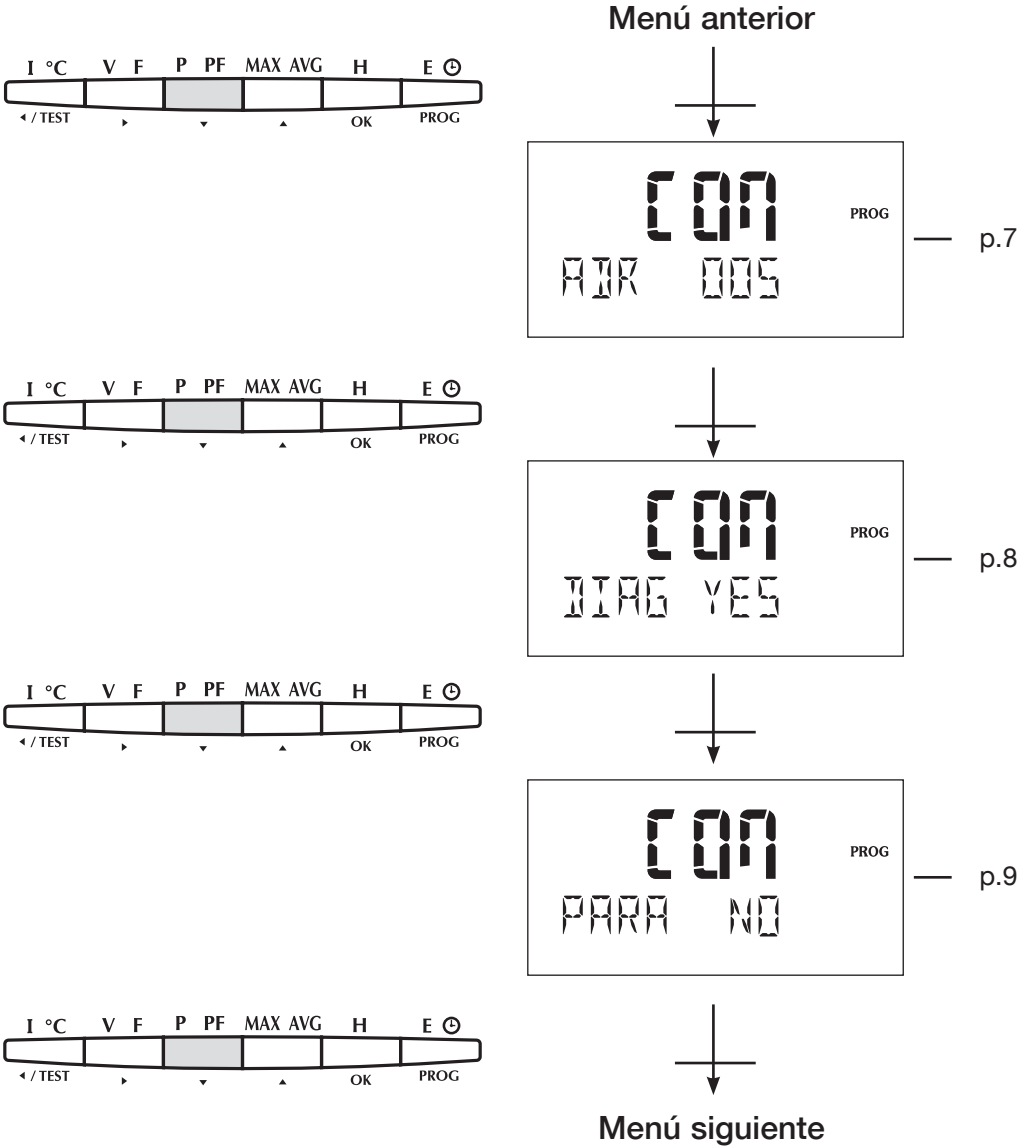 Menú anterior
I °C V F P PF MAX AVG H E
/ TEST OK PROG
COM
PROG
ADR 005
p.7
I °C V F P PF MAX AVG H E
/ TEST OK PROG
COM
PROG
DIAG YES
p.8
I °C V F P PF MAX AVG H E
/ TEST OK PROG
COM
PROG
PARA NO
p.9
I °C V F P PF MAX AVG H E
/ TEST OK PROG
Menú siguiente